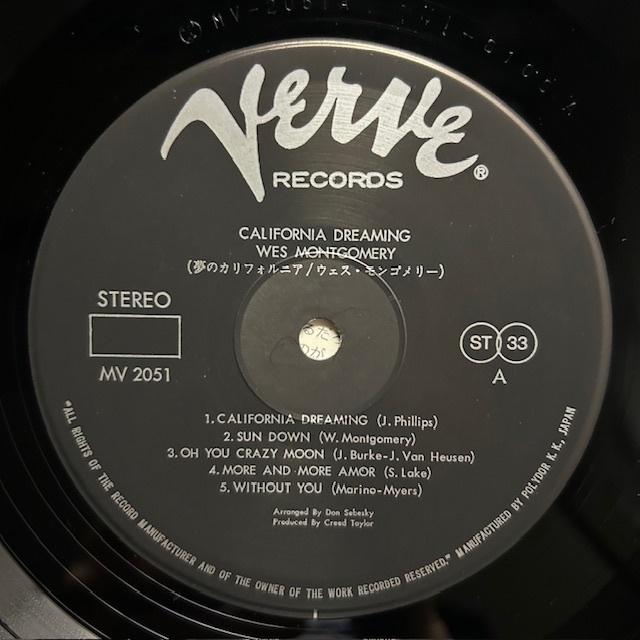 MV-2051A
Verve
RECORDS ®
CALIFORNIA DREAMING
WES MONTGOMERY
(夢のカリフォルニア/ウェス・モンゴメリー)
STEREO
MV 2051
ST 33
A
1. CALIFORNIA DREAMING (J. Phillips)
2. SUN DOWN (W. Montgomery)
3. OH YOU CRAZY MOON (J. Burke-J. Van Heusen)
4. MORE AND MORE AMOR (S. Lake)
5. WITHOUT YOU (Marino-Myers)
Arranged By Don Sebesky
Produced By Creed Taylor
"ALL RIGHTS OF THE RECORD MANUFACTURER AND OF THE OWNER OF THE WORK RECORDED RESERVED." MANUFACTURED BY POLYDOR K. K., JAPAN